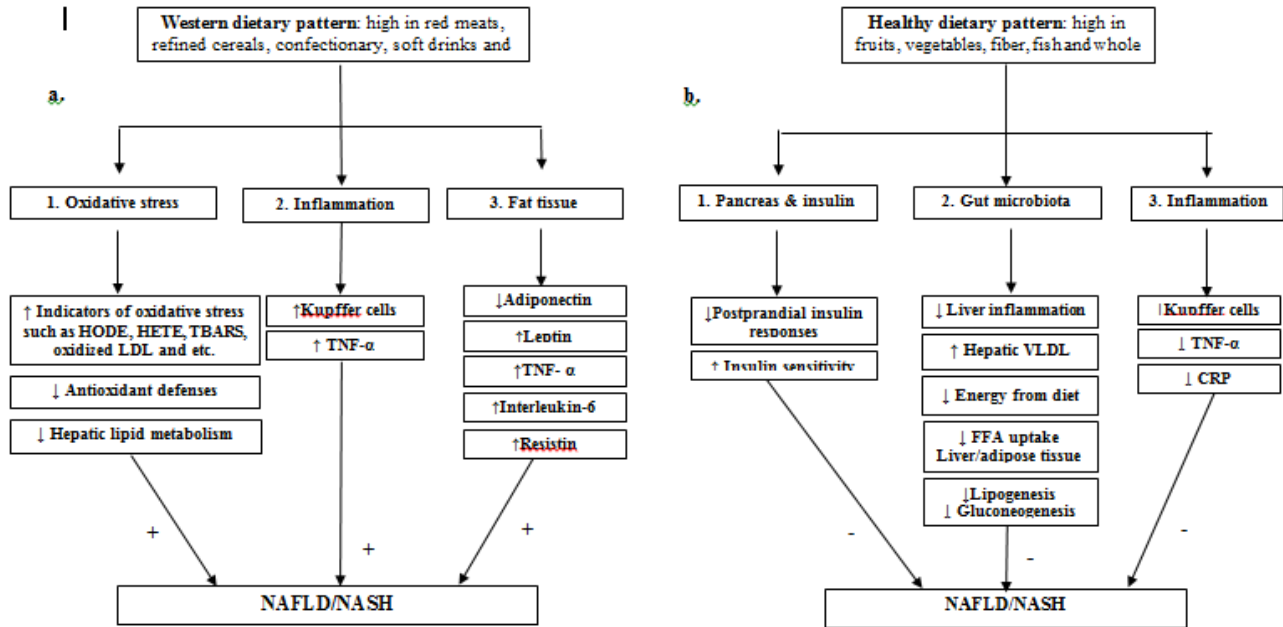 Western dietary pattern: high in red meats,
refined cereals, confectionary, soft drinks and
a.
1. Oxidative stress
2. Inflammation
3. Fat tissue
↑ Indicators of oxidative stress
such as HODE, HETE, TBARS,
oxidized LDL and etc.
↓ Antioxidant defenses
↓ Hepatic lipid metabolism
↑Kupffer cells
↑ TNF-α
↓Adiponectin
↑Leptin
↑TNF- α
↑Interleukin-6
↑Resistin
+
+
+
NAFLD/NASH
Healthy dietary pattern: high in
fruits, vegetables, fiber, fish and whole
b.
1. Pancreas & insulin
2. Gut microbiota
3. Inflammation
↓Postprandial insulin
responses
↑ Insulin sensitivity
↓ Liver inflammation
↑ Hepatic VLDL
↓ Energy from diet
↓ FFA uptake
Liver/adipose tissue
↓Lipogenesis
↓ Gluconeogenesis
Kupffer cells
↓ TNF-α
↓ CRP
-
-
-
NAFLD/NASH